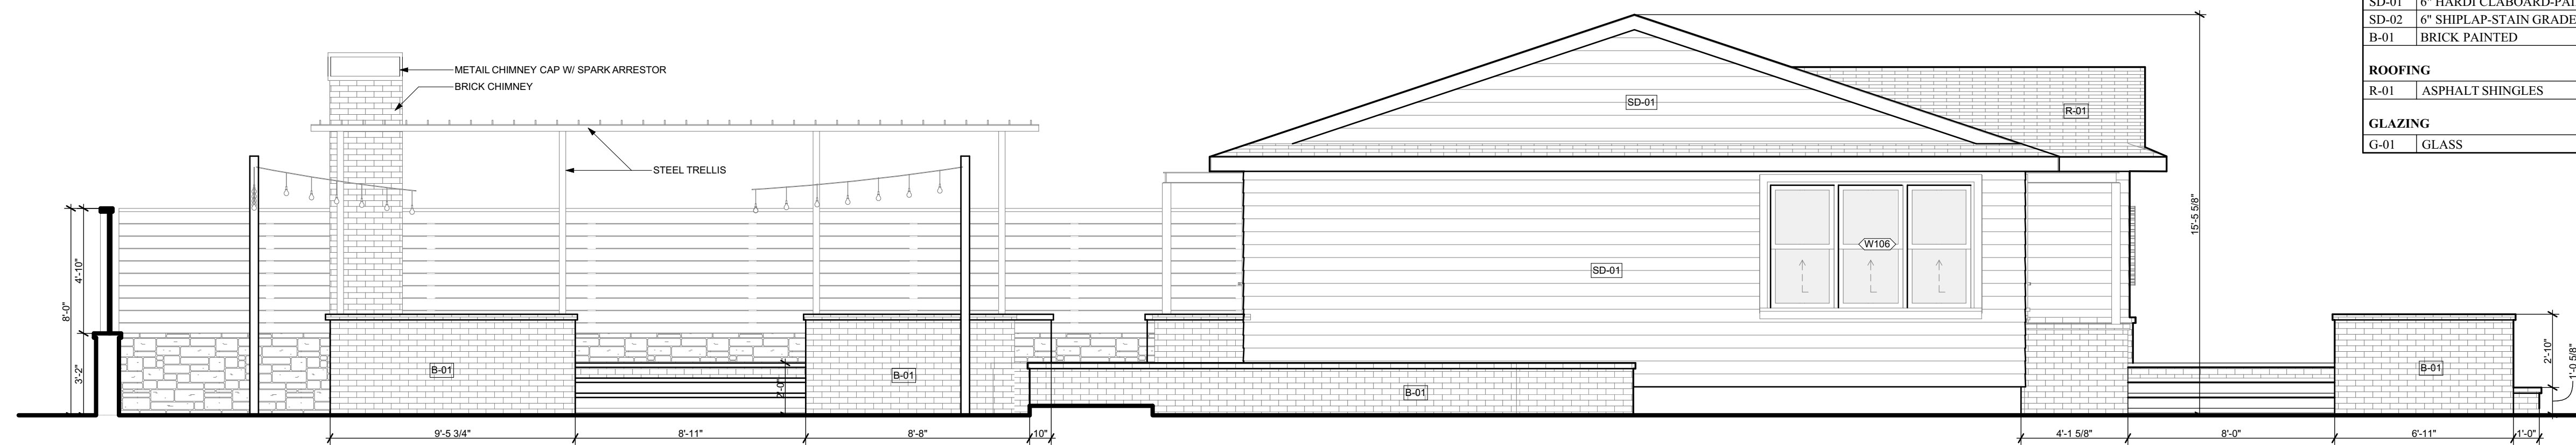 METAIL CHIMNEY CAP W/ SPARK ARRESTOR
BRICK CHIMNEY
STEEL TRELLIS
SD-01
R-01
SD-01
W106
B-01
B-01
B-01
B-01
8'-0"
4'-10"
3'-2"
2'-0"
15'-5 5/8"
2'-10"
1'-0 5/8"
9'-5 3/4"
8'-11"
8'-8"
10"
4'-1 5/8"
8'-0"
6'-11"
1'-0"
SD-01 6" HARDI CLABOARD-PAI
SD-02 6" SHIPLAP-STAIN GRADE
B-01 BRICK PAINTED
ROOFING
R-01 ASPHALT SHINGLES
GLAZING
G-01 GLASS